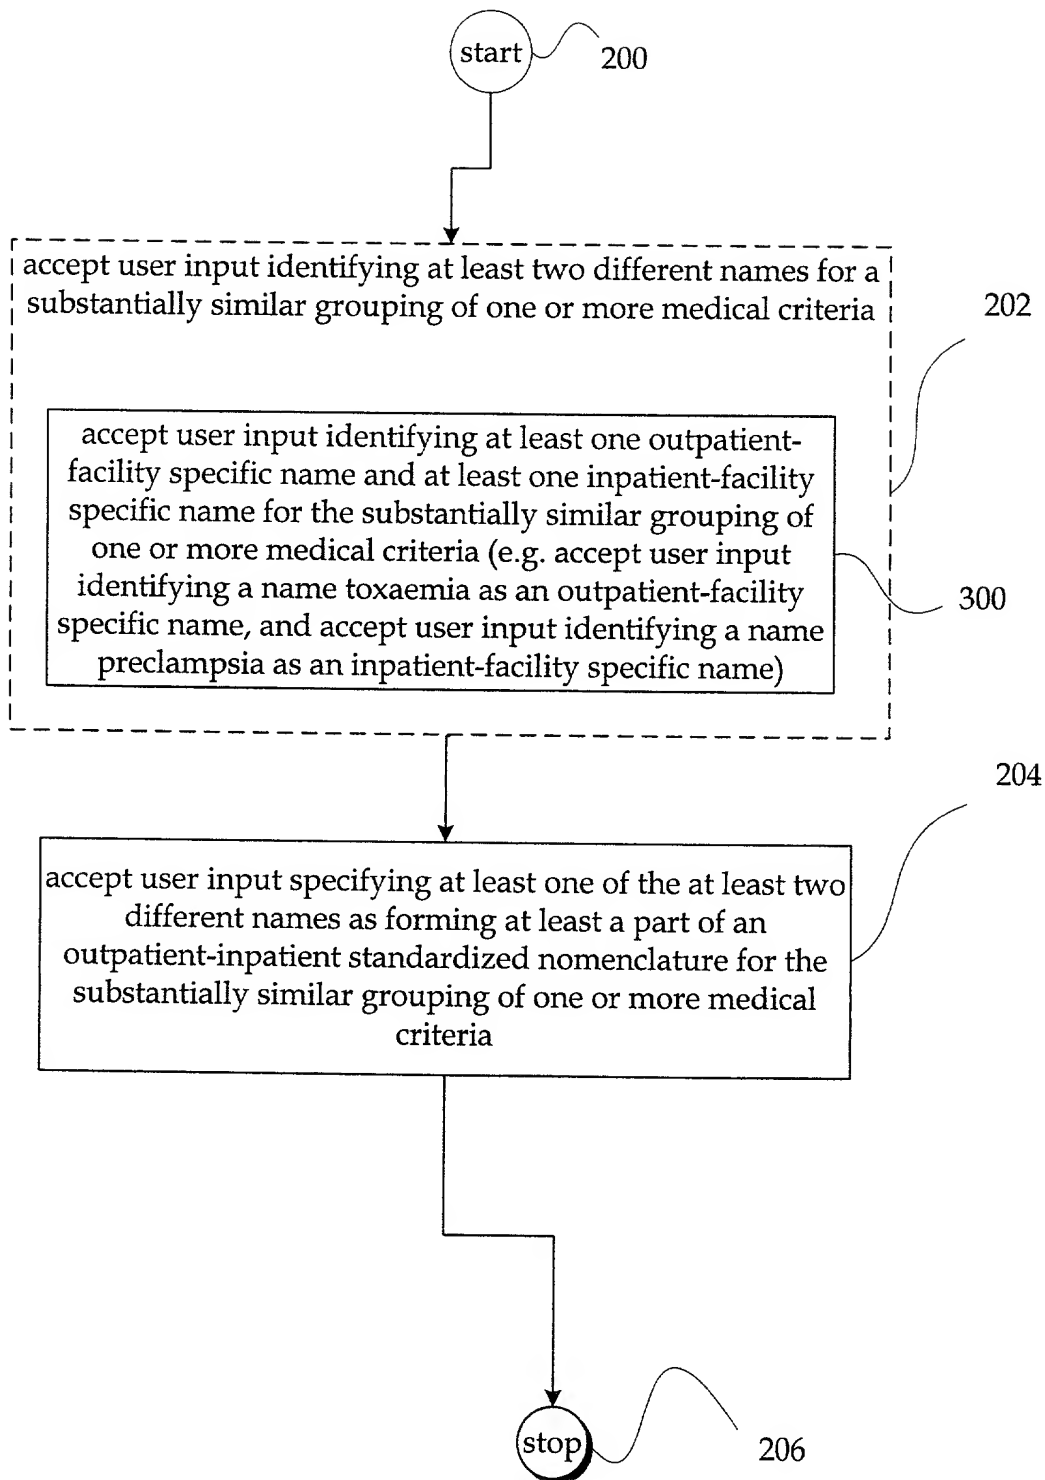 start
200
accept user input identifying at least two different names for a
substantially similar grouping of one or more medical criteria
202
accept user input identifying at least one outpatient-
facility specific name and at least one inpatient-facility
specific name for the substantially similar grouping of
one or more medical criteria (e.g. accept user input
identifying a name toxaemia as an outpatient-facility
specific name, and accept user input identifying a name
preclampsia as an inpatient-facility specific name)
300
204
accept user input specifying at least one of the at least two
different names as forming at least a part of an
outpatient-inpatient standardized nomenclature for the
substantially similar grouping of one or more medical
criteria
stop
206